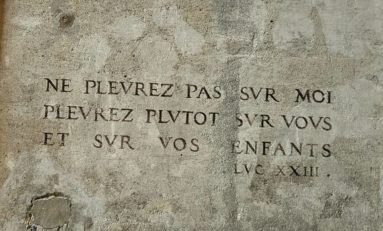 NE PLEVREZ PAS SVR MOI
PLEVREZ PLVTOT SVR VOVS
ET SVR VOS ENFANTS
LVC XXIII.